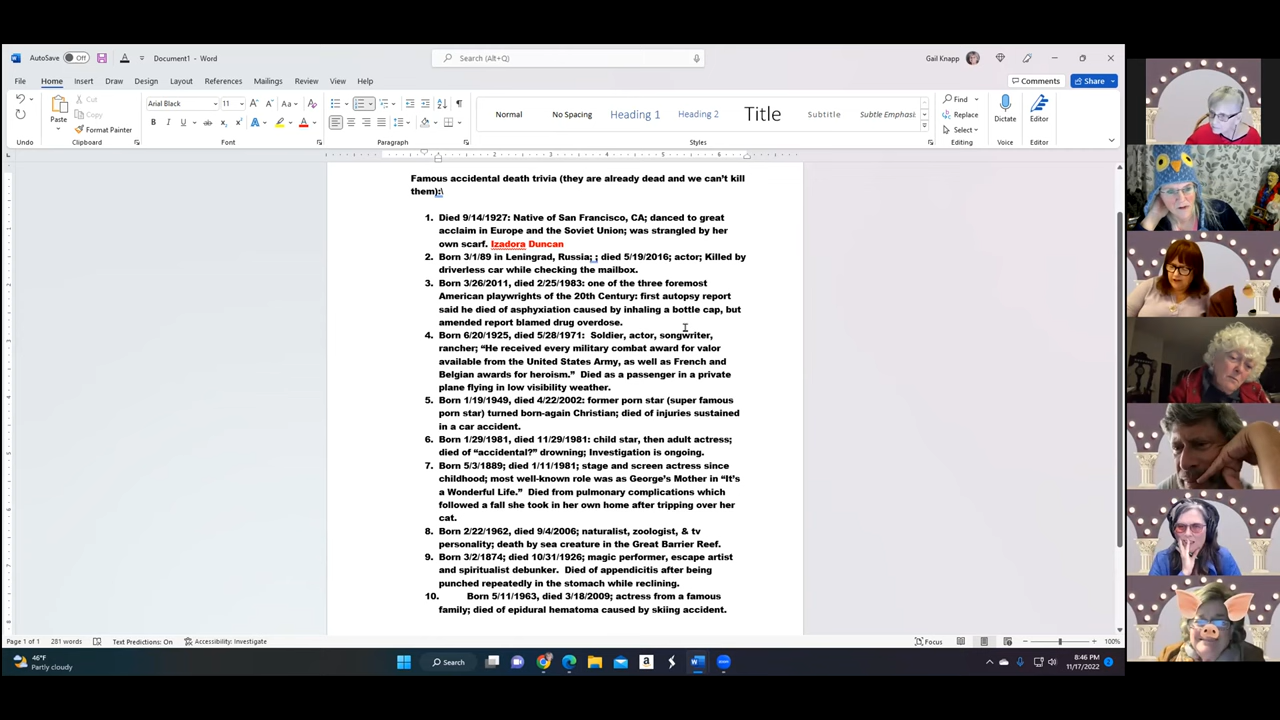 AutoSave Off Document1 - Word Search (Alt+Q) Gail Knapp
File Home Insert Draw Design Layout References Mailings Review View Help Comments Share
Cut
Copy
Paste Format Painter
Arial Black 11
Normal No Spacing Heading 1 Heading 2 Title Subtitle Subtle Emphasi
Find
Replace
Select
Dictate Editor
Undo Clipboard Font Paragraph Styles Editing Voice Editor
Famous accidental death trivia (they are already dead and we can’t kill
them):\
1. Died 9/14/1927: Native of San Francisco, CA; danced to great
acclaim in Europe and the Soviet Union; was strangled by her
own scarf. Izadora Duncan
2. Born 3/1/89 in Leningrad, Russia; ; died 5/19/2016; actor; Killed by
driverless car while checking the mailbox.
3. Born 3/26/2011, died 2/25/1983: one of the three foremost
American playwrights of the 20th Century: first autopsy report
said he died of asphyxiation caused by inhaling a bottle cap, but
amended report blamed drug overdose.
4. Born 6/20/1925, died 5/28/1971: Soldier, actor, songwriter,
rancher; “He received every military combat award for valor
available from the United States Army, as well as French and
Belgian awards for heroism.” Died as a passenger in a private
plane flying in low visibility weather.
5. Born 1/19/1949, died 4/22/2002: former porn star (super famous
porn star) turned born-again Christian; died of injuries sustained
in a car accident.
6. Born 1/29/1981, died 11/29/1981: child star, then adult actress;
died of “accidental?” drowning; Investigation is ongoing.
7. Born 5/3/1889; died 1/11/1981; stage and screen actress since
childhood; most well-known role was as George’s Mother in “It’s
a Wonderful Life.” Died from pulmonary complications which
followed a fall she took in her own home after tripping over her
cat.
8. Born 2/22/1962, died 9/4/2006; naturalist, zoologist, & tv
personality; death by sea creature in the Great Barrier Reef.
9. Born 3/2/1874; died 10/31/1926; magic performer, escape artist
and spiritualist debunker. Died of appendicitis after being
punched repeatedly in the stomach while reclining.
10. Born 5/11/1963, died 3/18/2009; actress from a famous
family; died of epidural hematoma caused by skiing accident.
Page 1 of 1 281 words Text Predictions: On Accessibility: Investigate Focus 100%
46°F
Partly cloudy
Search
8:46 PM
11/17/2022